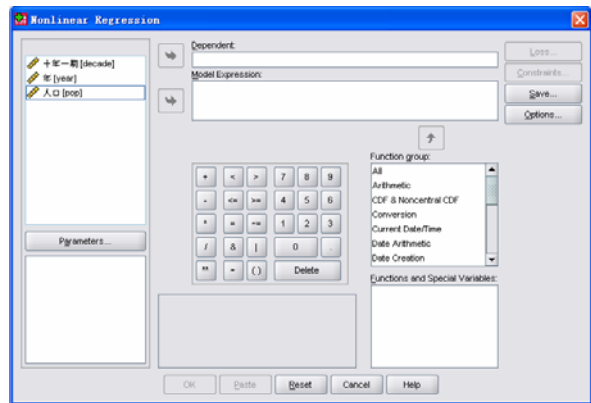 Nonlinear Regression
十年一期 [decade]
年 [year]
人口 [pop]
Dependent:
Model Expression:
Loss...
Constraints...
Save...
Options...
Parameters...
+ < > 7 8 9
- <= >= 4 5 6
* = ~= 1 2 3
/ & | 0 .
** ~ () Delete
Function group:
All
Arithmetic
CDF & Noncentral CDF
Conversion
Current Date/Time
Date Arithmetic
Date Creation
Functions and Special Variables:
OK Paste Reset Cancel Help